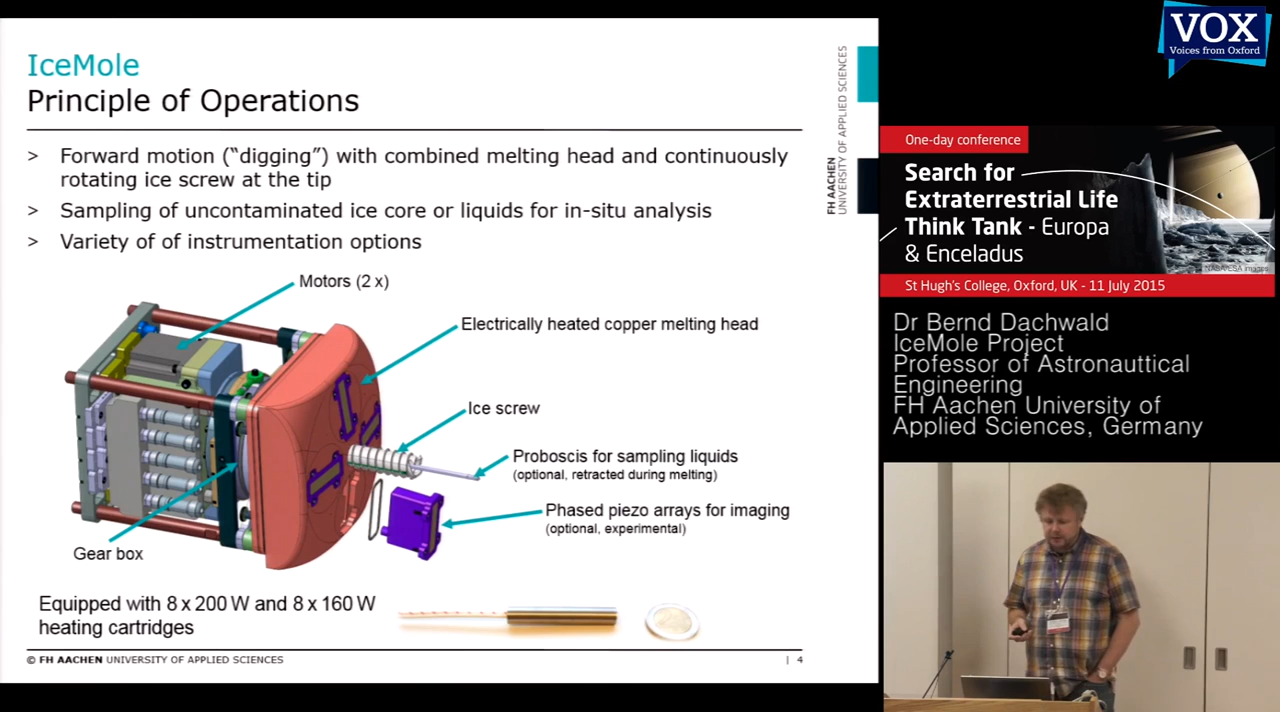 IceMole
Principle of Operations
> Forward motion (“digging”) with combined melting head and continuously
rotating ice screw at the tip
> Sampling of uncontaminated ice core or liquids for in-situ analysis
> Variety of of instrumentation options
Motors (2 x)
Electrically heated copper melting head
Ice screw
Proboscis for sampling liquids
(optional, retracted during melting)
Phased piezo arrays for imaging
(optional, experimental)
Gear box
Equipped with 8 x 200 W and 8 x 160 W
heating cartridges
© FH AACHEN UNIVERSITY OF APPLIED SCIENCES
| 4
FH AACHEN
UNIVERSITY OF APPLIED SCIENCES
VOX
Voices from Oxford
One-day conference
Search for
Extraterrestrial Life
Think Tank - Europa
& Enceladus
NASA/ESA images
St Hugh's College, Oxford, UK - 11 July 2015
Dr Bernd Dachwald
IceMole Project
Professor of Astronauttical
Engineering
FH Aachen University of
Applied Sciences, Germany